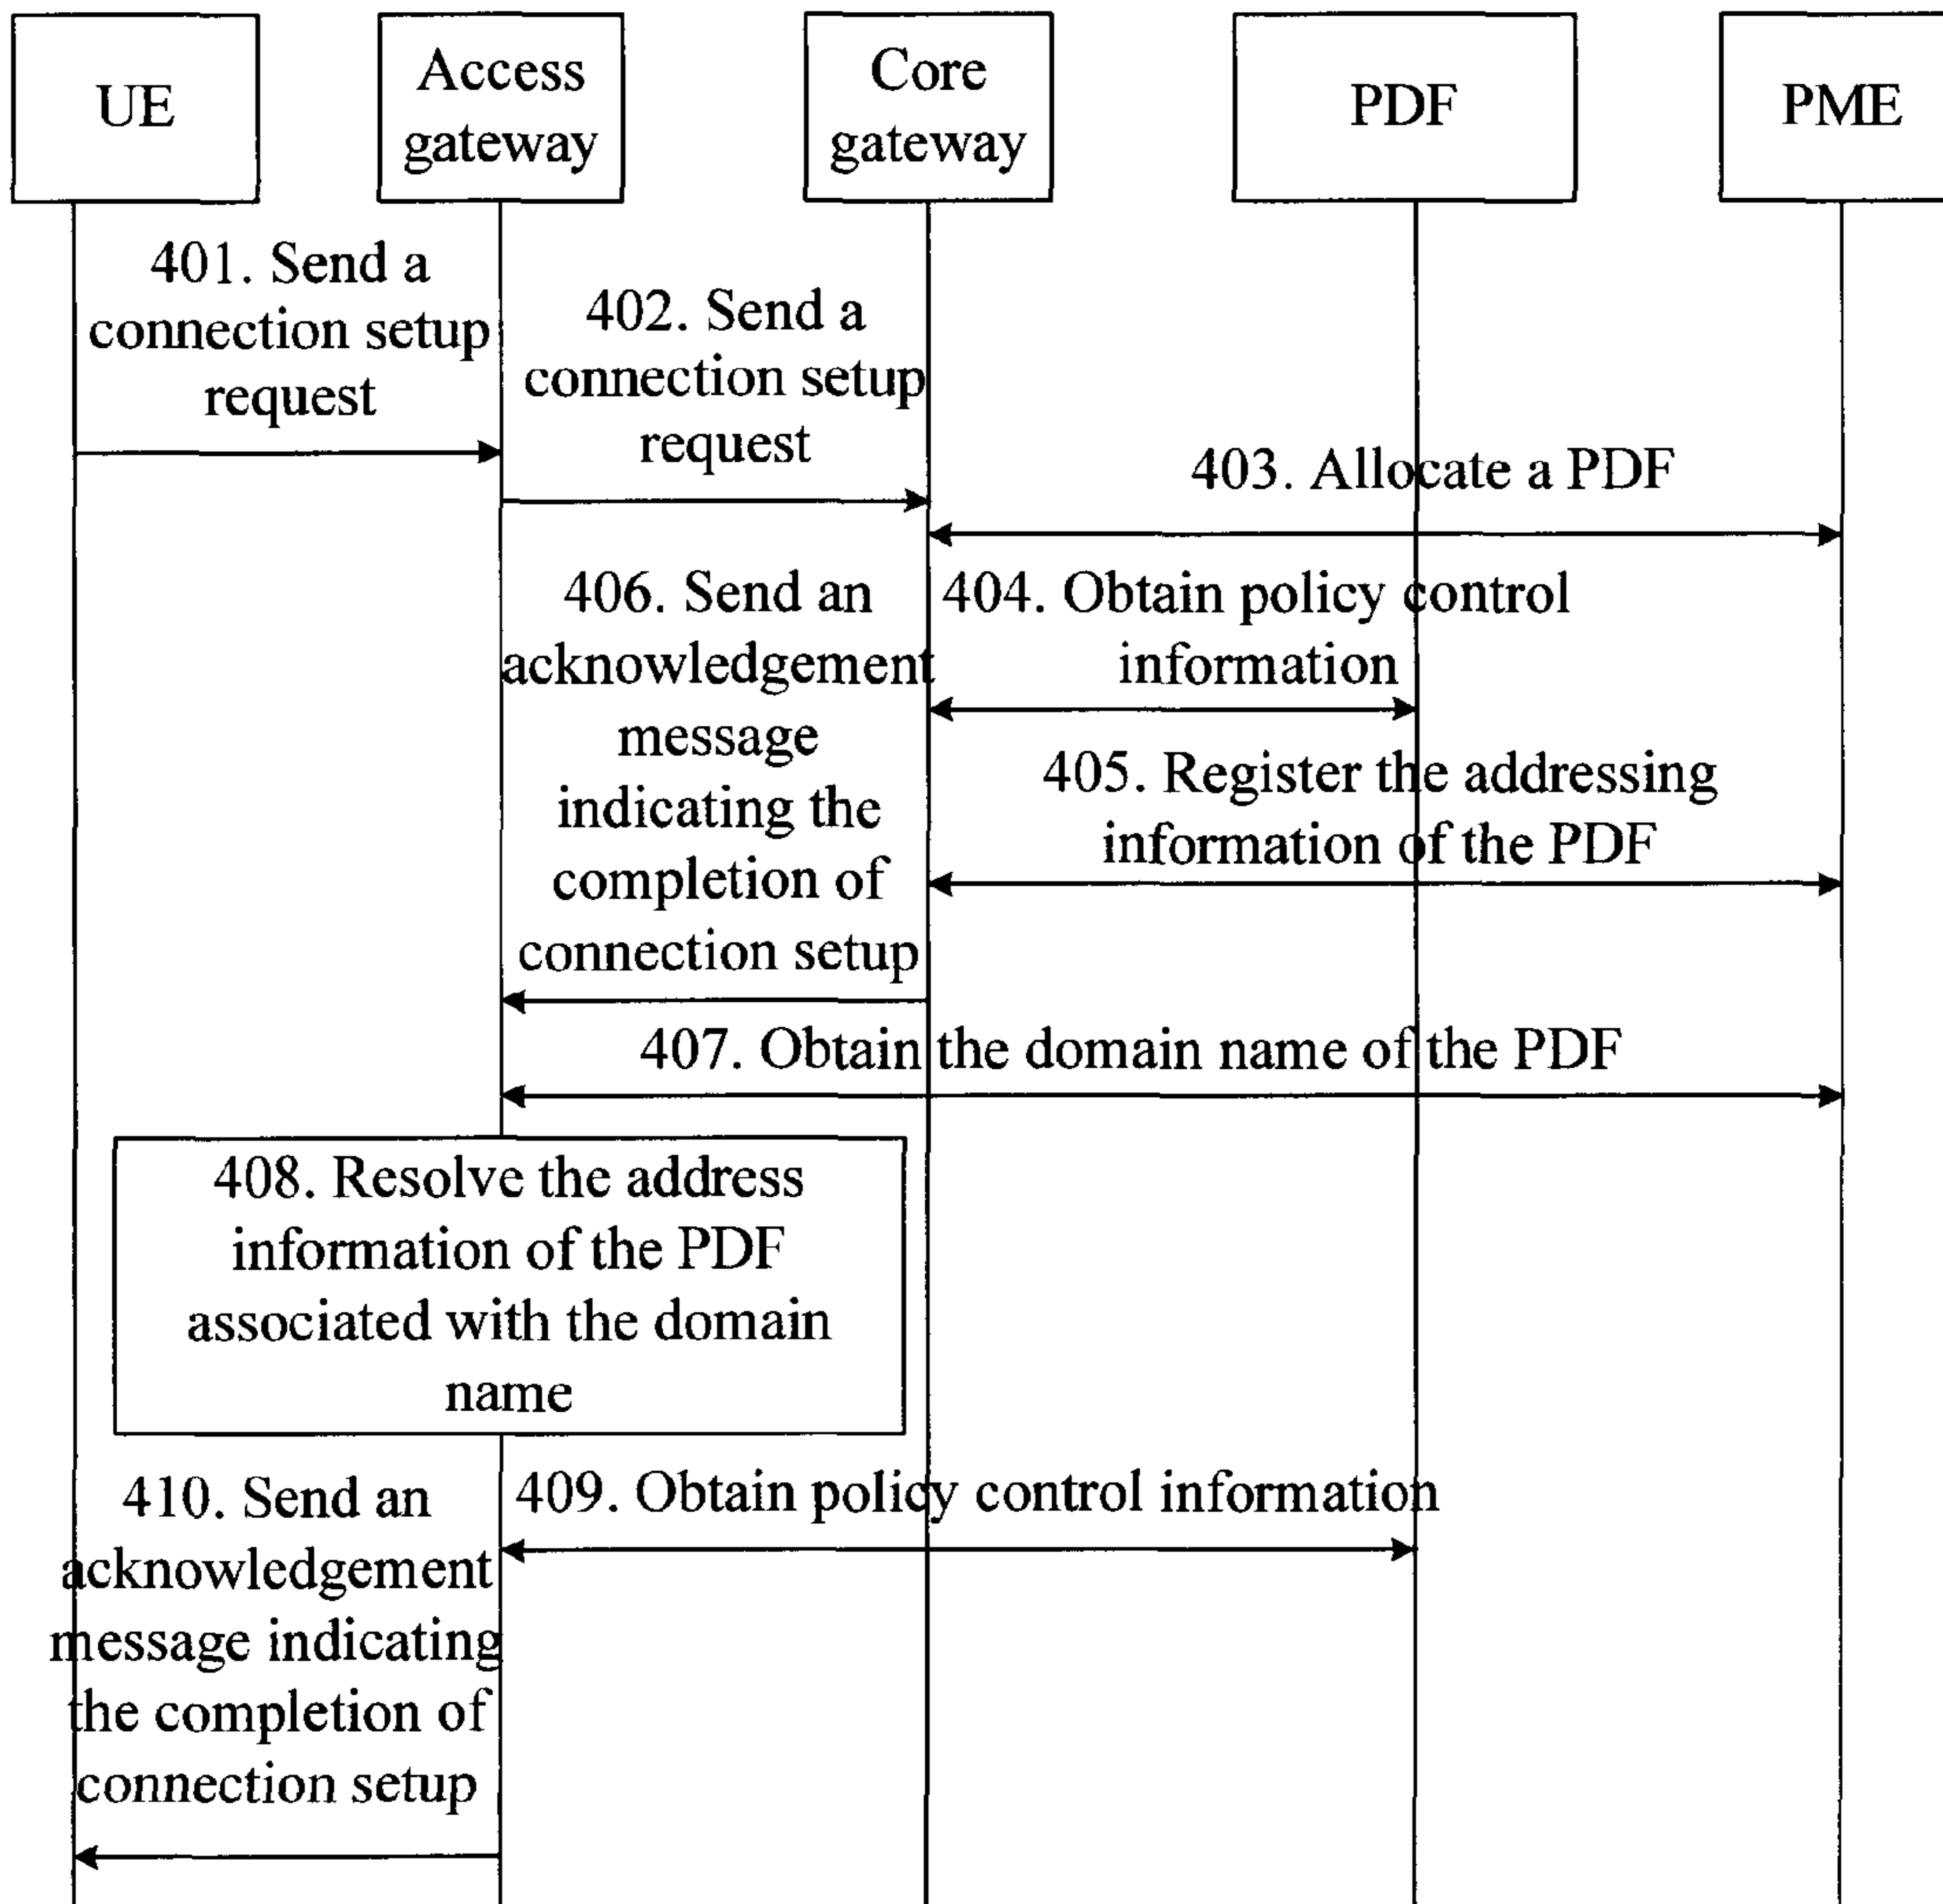 UE
Access
gateway
Core
gateway
PDF
PME
401. Send a
connection setup
request
402. Send a
connection setup
request
403. Allocate a PDF
404. Obtain policy control
information
405. Register the addressing
information of the PDF
406. Send an
acknowledgement
message
indicating the
completion of
connection setup
407. Obtain the domain name of the PDF
408. Resolve the address
information of the PDF
associated with the domain
name
409. Obtain policy control information
410. Send an
acknowledgement
message indicating
the completion of
connection setup